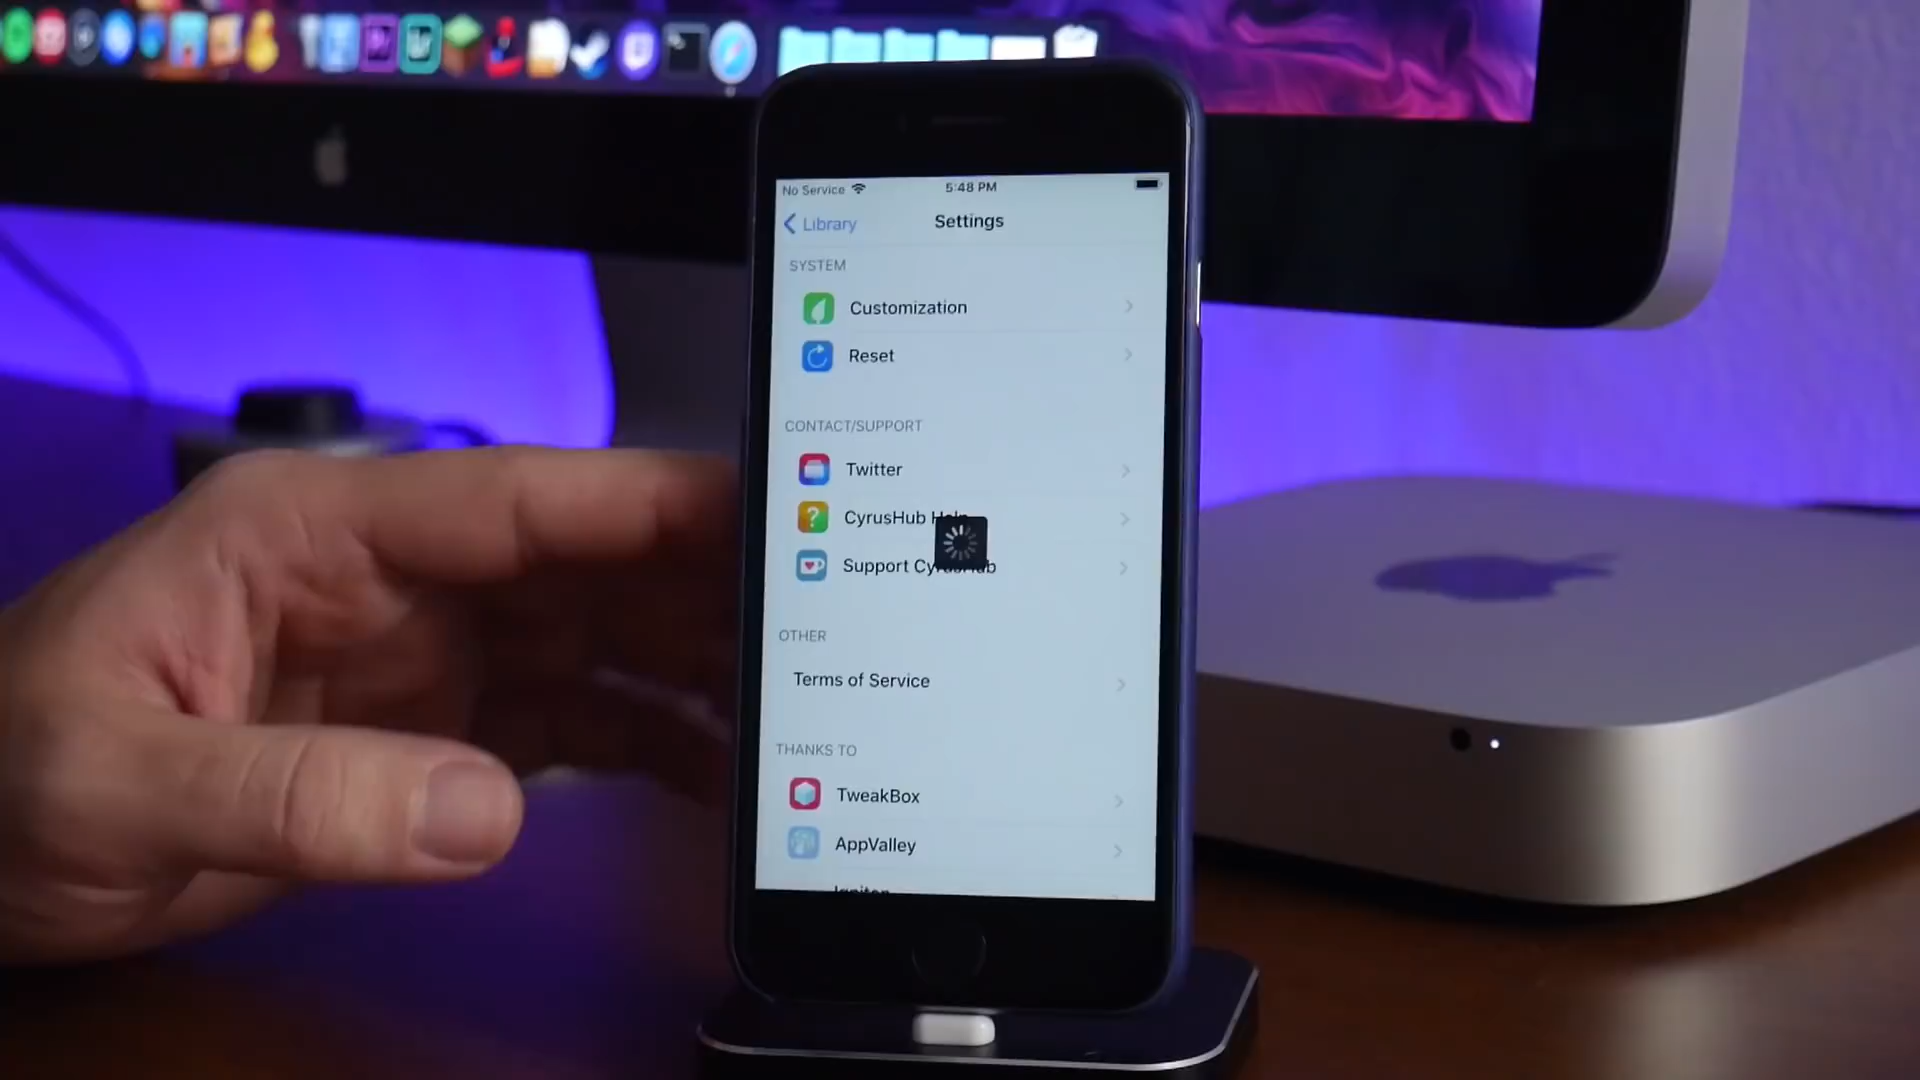 No Service
5:48 PM
Library
Settings
SYSTEM
Customization
Reset
CONTACT/SUPPORT
Twitter
CyrusHub
Support
OTHER
Terms of Service
THANKS TO
TweakBox
AppValley